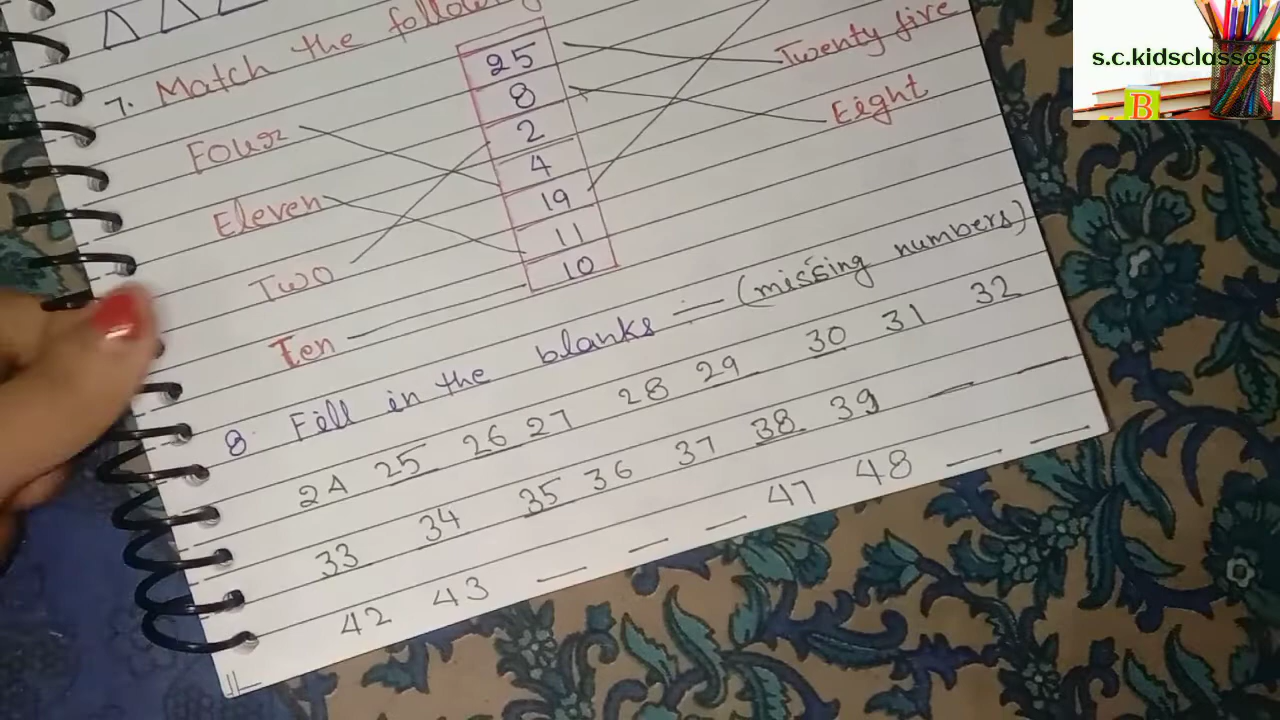 s.c.kidsclasses
B
7. Match the following
25 Twenty five
8 Eight
Four 2
Eleven 4
Two 19
11
Ten 10
8. Fill in the blanks :- (missing numbers)
24 25 26 27 28 29 30 31 32
33 34 35 36 37 38 39 _ _
42 43 _ _ _ 47 48 _ _